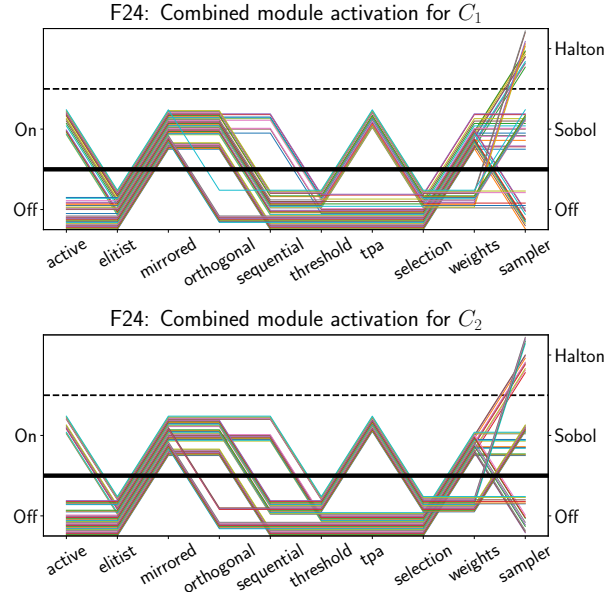 F24: Combined module activation for C₁
Halton
On
Sobol
Off
Off
active
elitist
mirrored
orthogonal
sequential
threshold
tpa
selection
weights
sampler
F24: Combined module activation for C₂
Halton
On
Sobol
Off
Off
active
elitist
mirrored
orthogonal
sequential
threshold
tpa
selection
weights
sampler